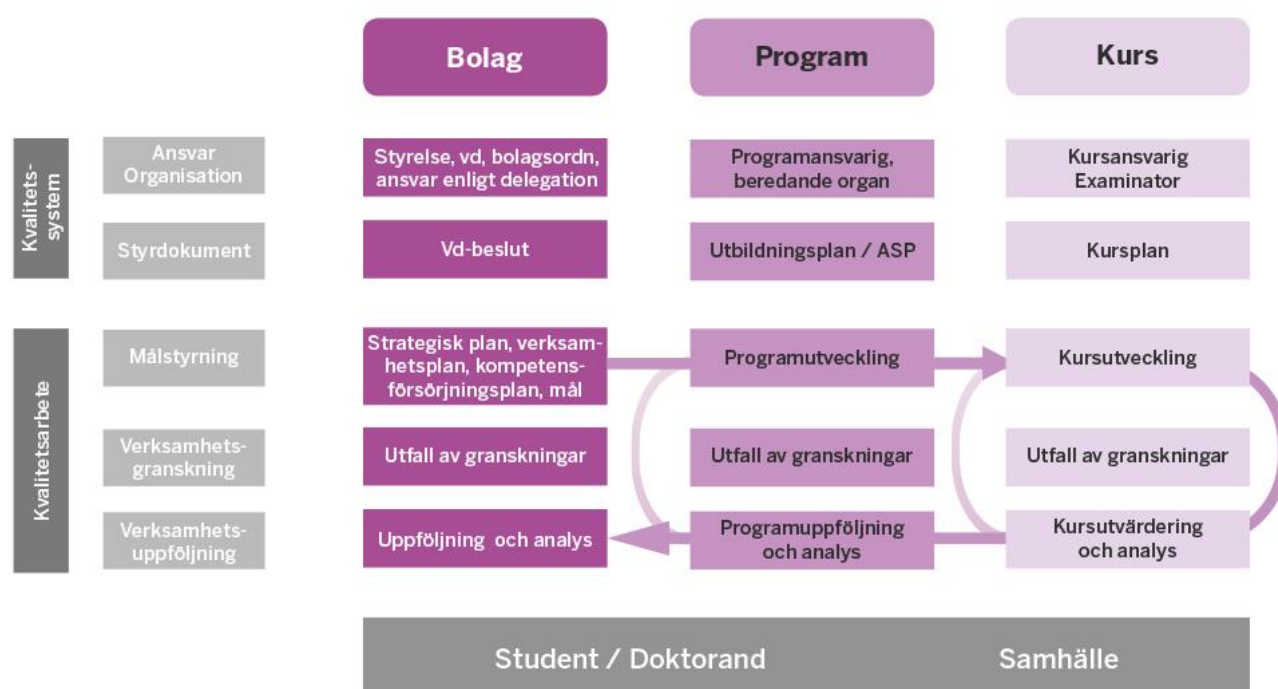 Bolag
Program
Kurs
Kvalitets-
system
Ansvar
Organisation
Styrelse, vd, bolagsordn,
ansvar enligt delegation
Programansvarig,
beredande organ
Kursansvarig
Examinator
Styrdokument
Vd-beslut
Utbildningsplan / ASP
Kursplan
Kvalitetsarbete
Målstyrning
Strategisk plan, verksam-
hetsplan, kompetens-
försörjningsplan, mål
Programutveckling
Kursutveckling
Verksamhets-
granskning
Utfall av granskningar
Utfall av granskningar
Utfall av granskningar
Verksamhets-
uppföljning
Uppföljning och analys
Programuppföljning
och analys
Kursutvärdering
och analys
Student / Doktorand
Samhälle